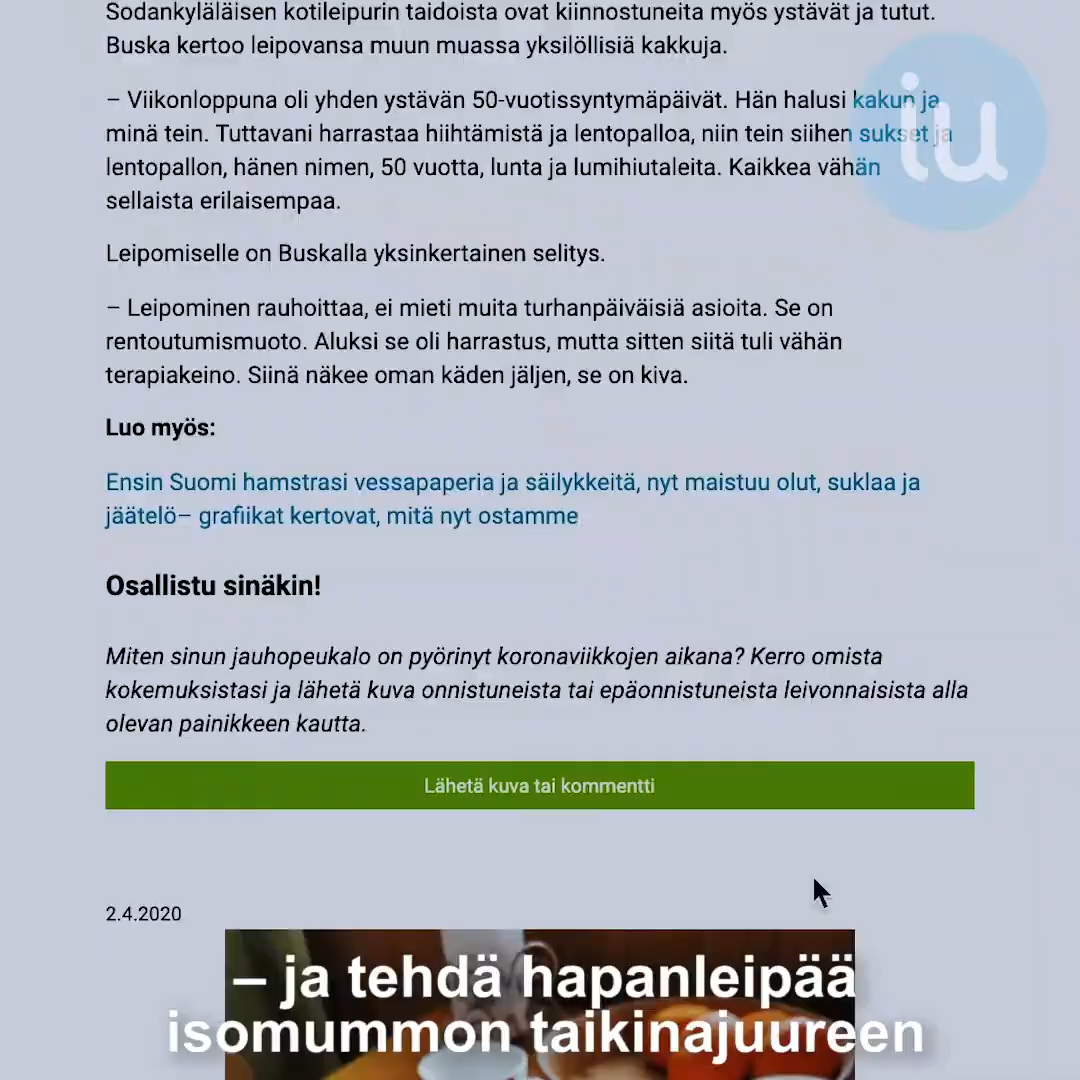 Sodankyläläisen kotileipurin taidoista ovat kiinnostuneita myös ystävät ja tutut.
Buska kertoo leipovansa muun muassa yksilöllisiä kakkuja.
– Viikonloppuna oli yhden ystävän 50-vuotissyntymäpäivät. Hän halusi kakun ja
minä tein. Tuttavani harrastaa hiihtämistä ja lentopalloa, niin tein siihen sukset ja
lentopallon, hänen nimen, 50 vuotta, lunta ja lumihiutaleita. Kaikkea vähän
sellaista erilaisempaa.
iu
Leipomiselle on Buskalla yksinkertainen selitys.
– Leipominen rauhoittaa, ei mieti muita turhanpäiväisiä asioita. Se on
rentoutumismuoto. Aluksi se oli harrastus, mutta sitten siitä tuli vähän
terapiakeino. Siinä näkee oman käden jäljen, se on kiva.
Luo myös:
Ensin Suomi hamstrasi vessapaperia ja säilykkeitä, nyt maistuu olut, suklaa ja
jäätelö– grafiikat kertovat, mitä nyt ostamme
Osallistu sinäkin!
Miten sinun jauhopeukalo on pyörinyt koronaviikkojen aikana? Kerro omista
kokemuksistasi ja lähetä kuva onnistuneista tai epäonnistuneista leivonnaisista alla
olevan painikkeen kautta.
Lähetä kuva tai kommentti
2.4.2020
– ja tehdä hapanleipää
isomummon taikinajuureen